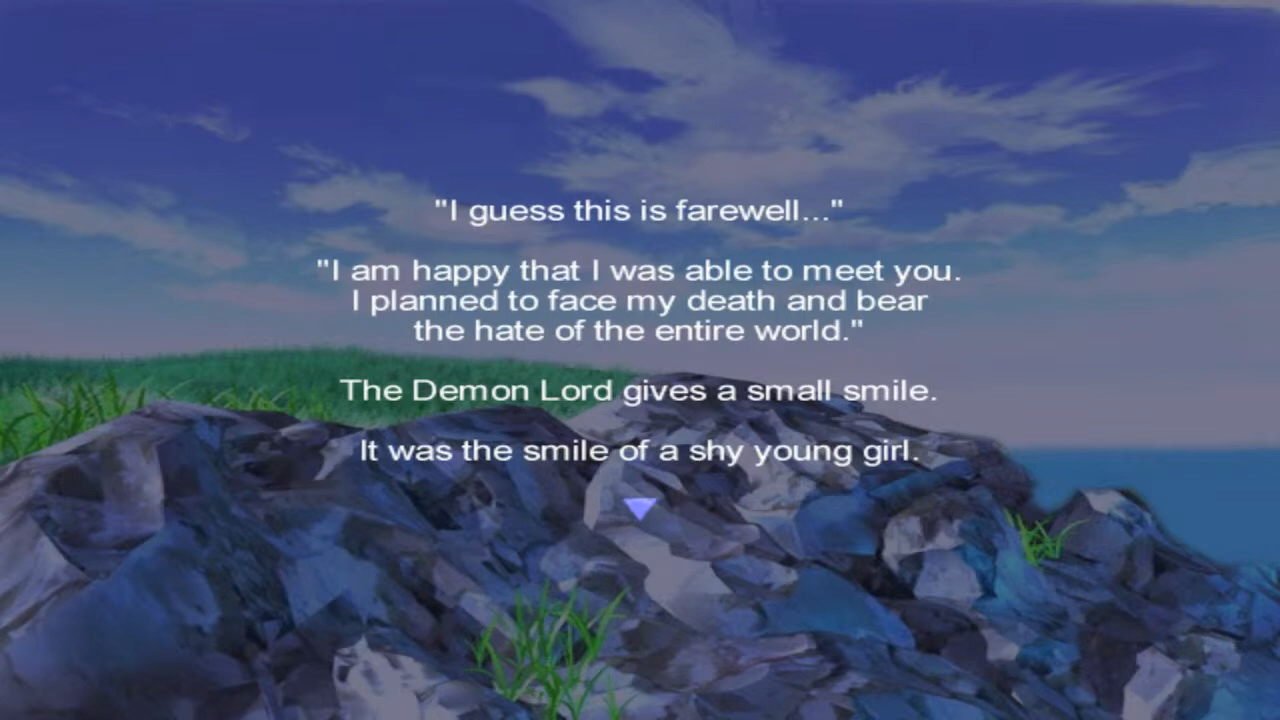 "I guess this is farewell..."
"I am happy that I was able to meet you.
I planned to face my death and bear
the hate of the entire world."
The Demon Lord gives a small smile.
It was the smile of a shy young girl.